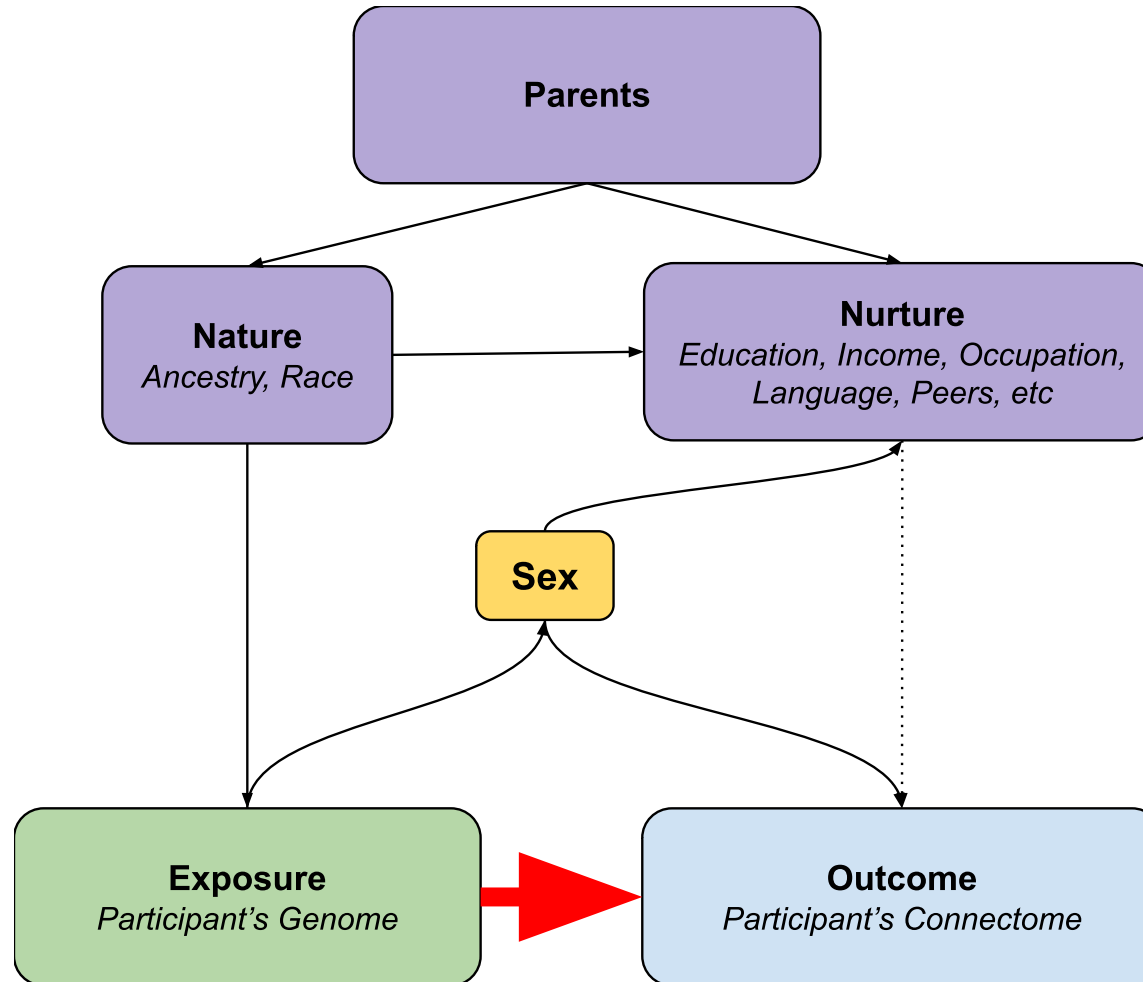 Parents
Nature
Ancestry, Race
Nurture
Education, Income, Occupation,
Language, Peers, etc
Sex
Exposure
Participant’s Genome
Outcome
Participant’s Connectome